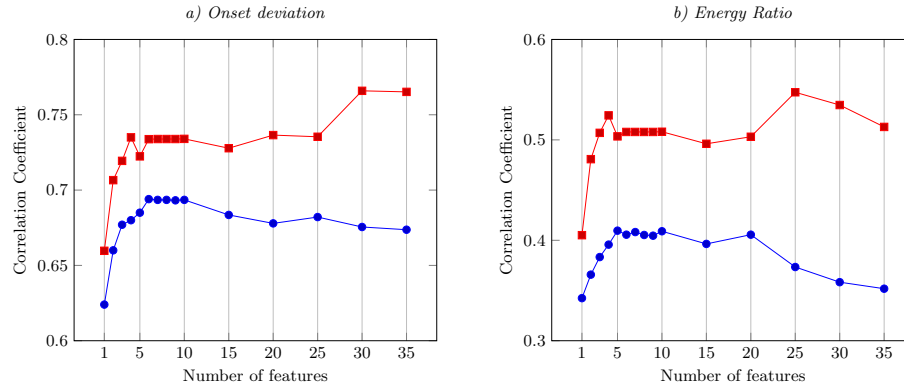 a) Onset deviation
0.8
0.75
0.7
0.65
0.6
Correlation Coefficient
1 5 10 15 20 25 30 35
Number of features
b) Energy Ratio
0.6
0.5
0.4
0.3
Correlation Coefficient
1 5 10 15 20 25 30 35
Number of features